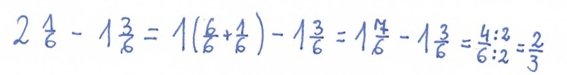 2 1/6 - 1 3/6 = 1(6/6 + 1/6) - 1 3/6 = 1 7/6 - 1 3/6 = 4:2/6:2 = 2/3